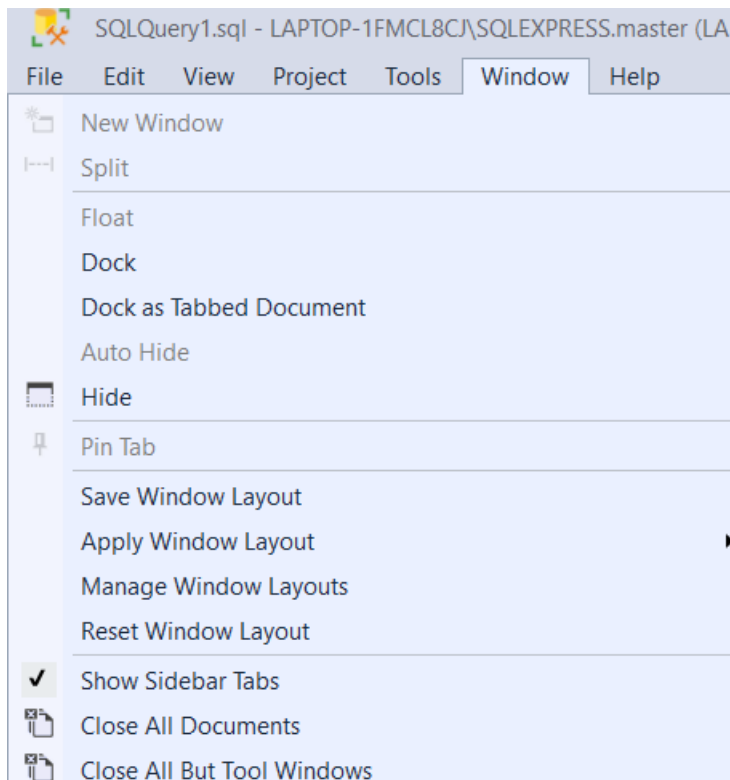 SQLQuery1.sql - LAPTOP-1FMCL8CJ\SQLEXPRESS.master (LA
File Edit View Project Tools Window Help
New Window
Split
Float
Dock
Dock as Tabbed Document
Auto Hide
Hide
Pin Tab
Save Window Layout
Apply Window Layout
Manage Window Layouts
Reset Window Layout
Show Sidebar Tabs
Close All Documents
Close All But Tool Windows